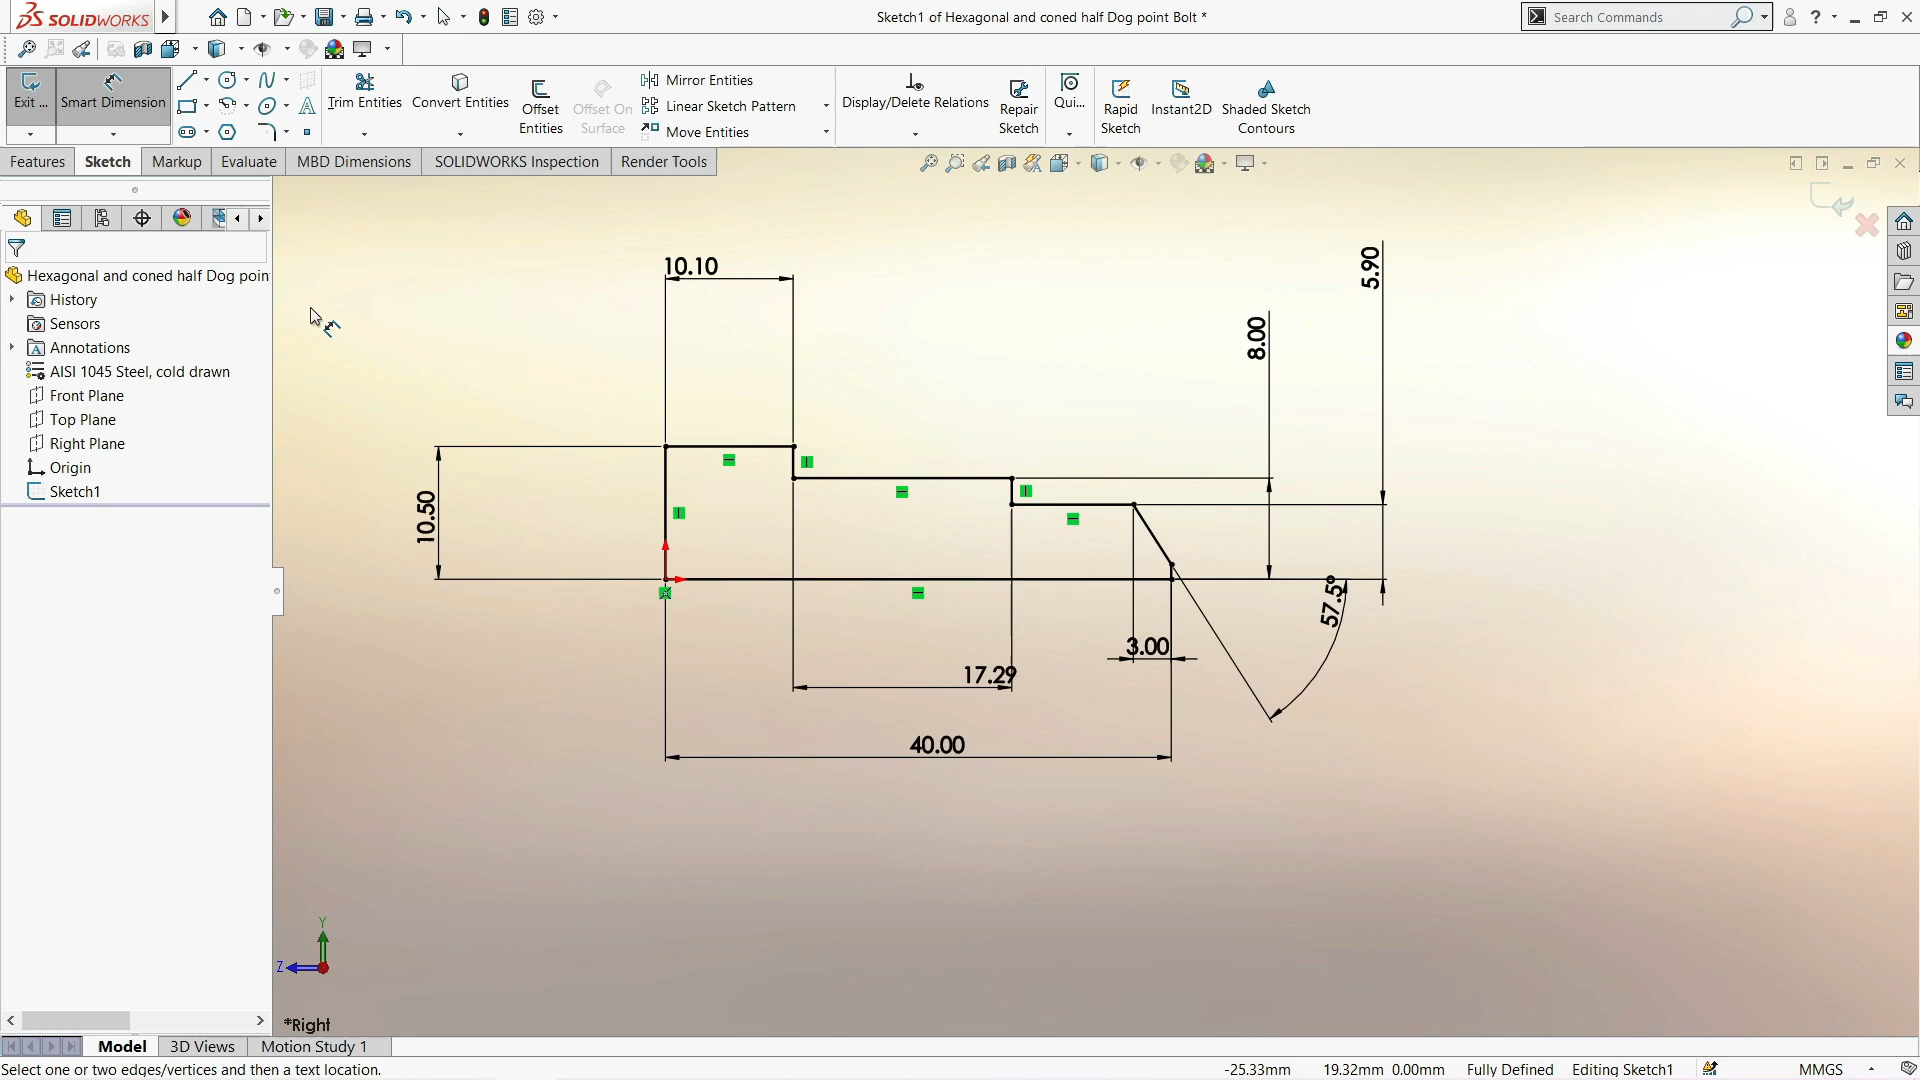 SOLIDWORKS
Sketch1 of Hexagonal and coned half Dog point Bolt *
Search Commands
?
Exit ...
Smart Dimension
Trim Entities
Convert Entities
Offset Entities
Offset On Surface
Mirror Entities
Linear Sketch Pattern
Move Entities
Display/Delete Relations
Repair Sketch
Qui...
Rapid Sketch
Instant2D
Shaded Sketch Contours
Features
Sketch
Markup
Evaluate
MBD Dimensions
SOLIDWORKS Inspection
Render Tools
Hexagonal and coned half Dog poin
History
Sensors
Annotations
AISI 1045 Steel, cold drawn
Front Plane
Top Plane
Right Plane
Origin
Sketch1
10.10
5.90
8.00
10.50
57.5°
3.00
17.29
40.00
Y
Z
*Right
Model
3D Views
Motion Study 1
Select one or two edges/vertices and then a text location.
-25.33mm
19.32mm 0.00mm
Fully Defined
Editing Sketch1
MMGS